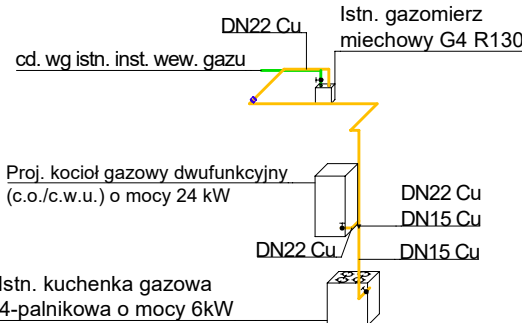 DN22 Cu
Istn. gazomierz
miechowy G4 R130
cd. wg istn. inst. wew. gazu
Proj. kocioł gazowy dwufunkcyjny
(c.o./c.w.u.) o mocy 24 kW
DN22 Cu
DN15 Cu
DN22 Cu
DN15 Cu
Istn. kuchenka gazowa
4-palnikowa o mocy 6kW